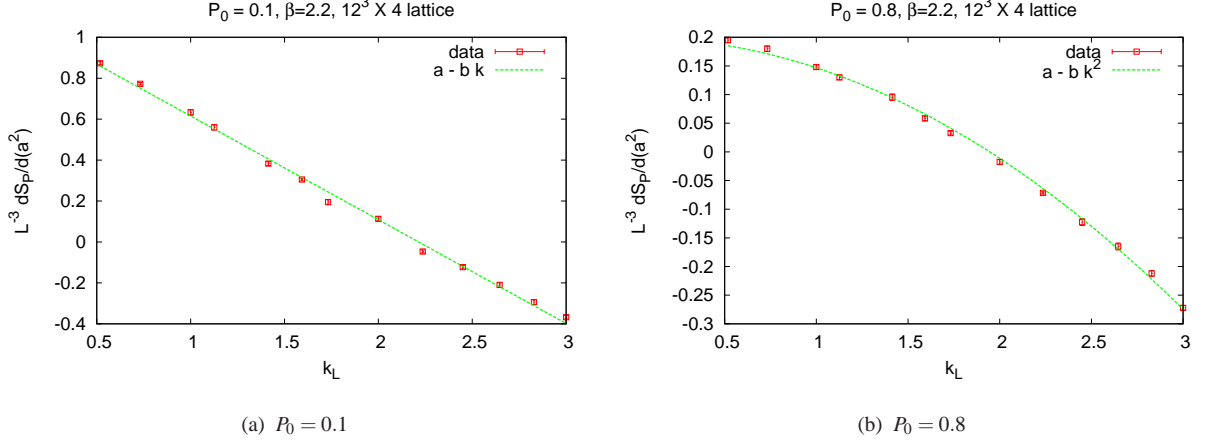 P₀ = 0.1, β=2.2, 12³ X 4 lattice
data
a - b k
L⁻³ dS_P/d(a²)
1
0.8
0.6
0.4
0.2
0
-0.2
-0.4
0.5 1 1.5 2 2.5 3
k_L
(a) P₀ = 0.1
P₀ = 0.8, β=2.2, 12³ X 4 lattice
data
a - b k²
L⁻³ dS_P/d(a²)
0.2
0.15
0.1
0.05
0
-0.05
-0.1
-0.15
-0.2
-0.25
-0.3
0.5 1 1.5 2 2.5 3
k_L
(b) P₀ = 0.8